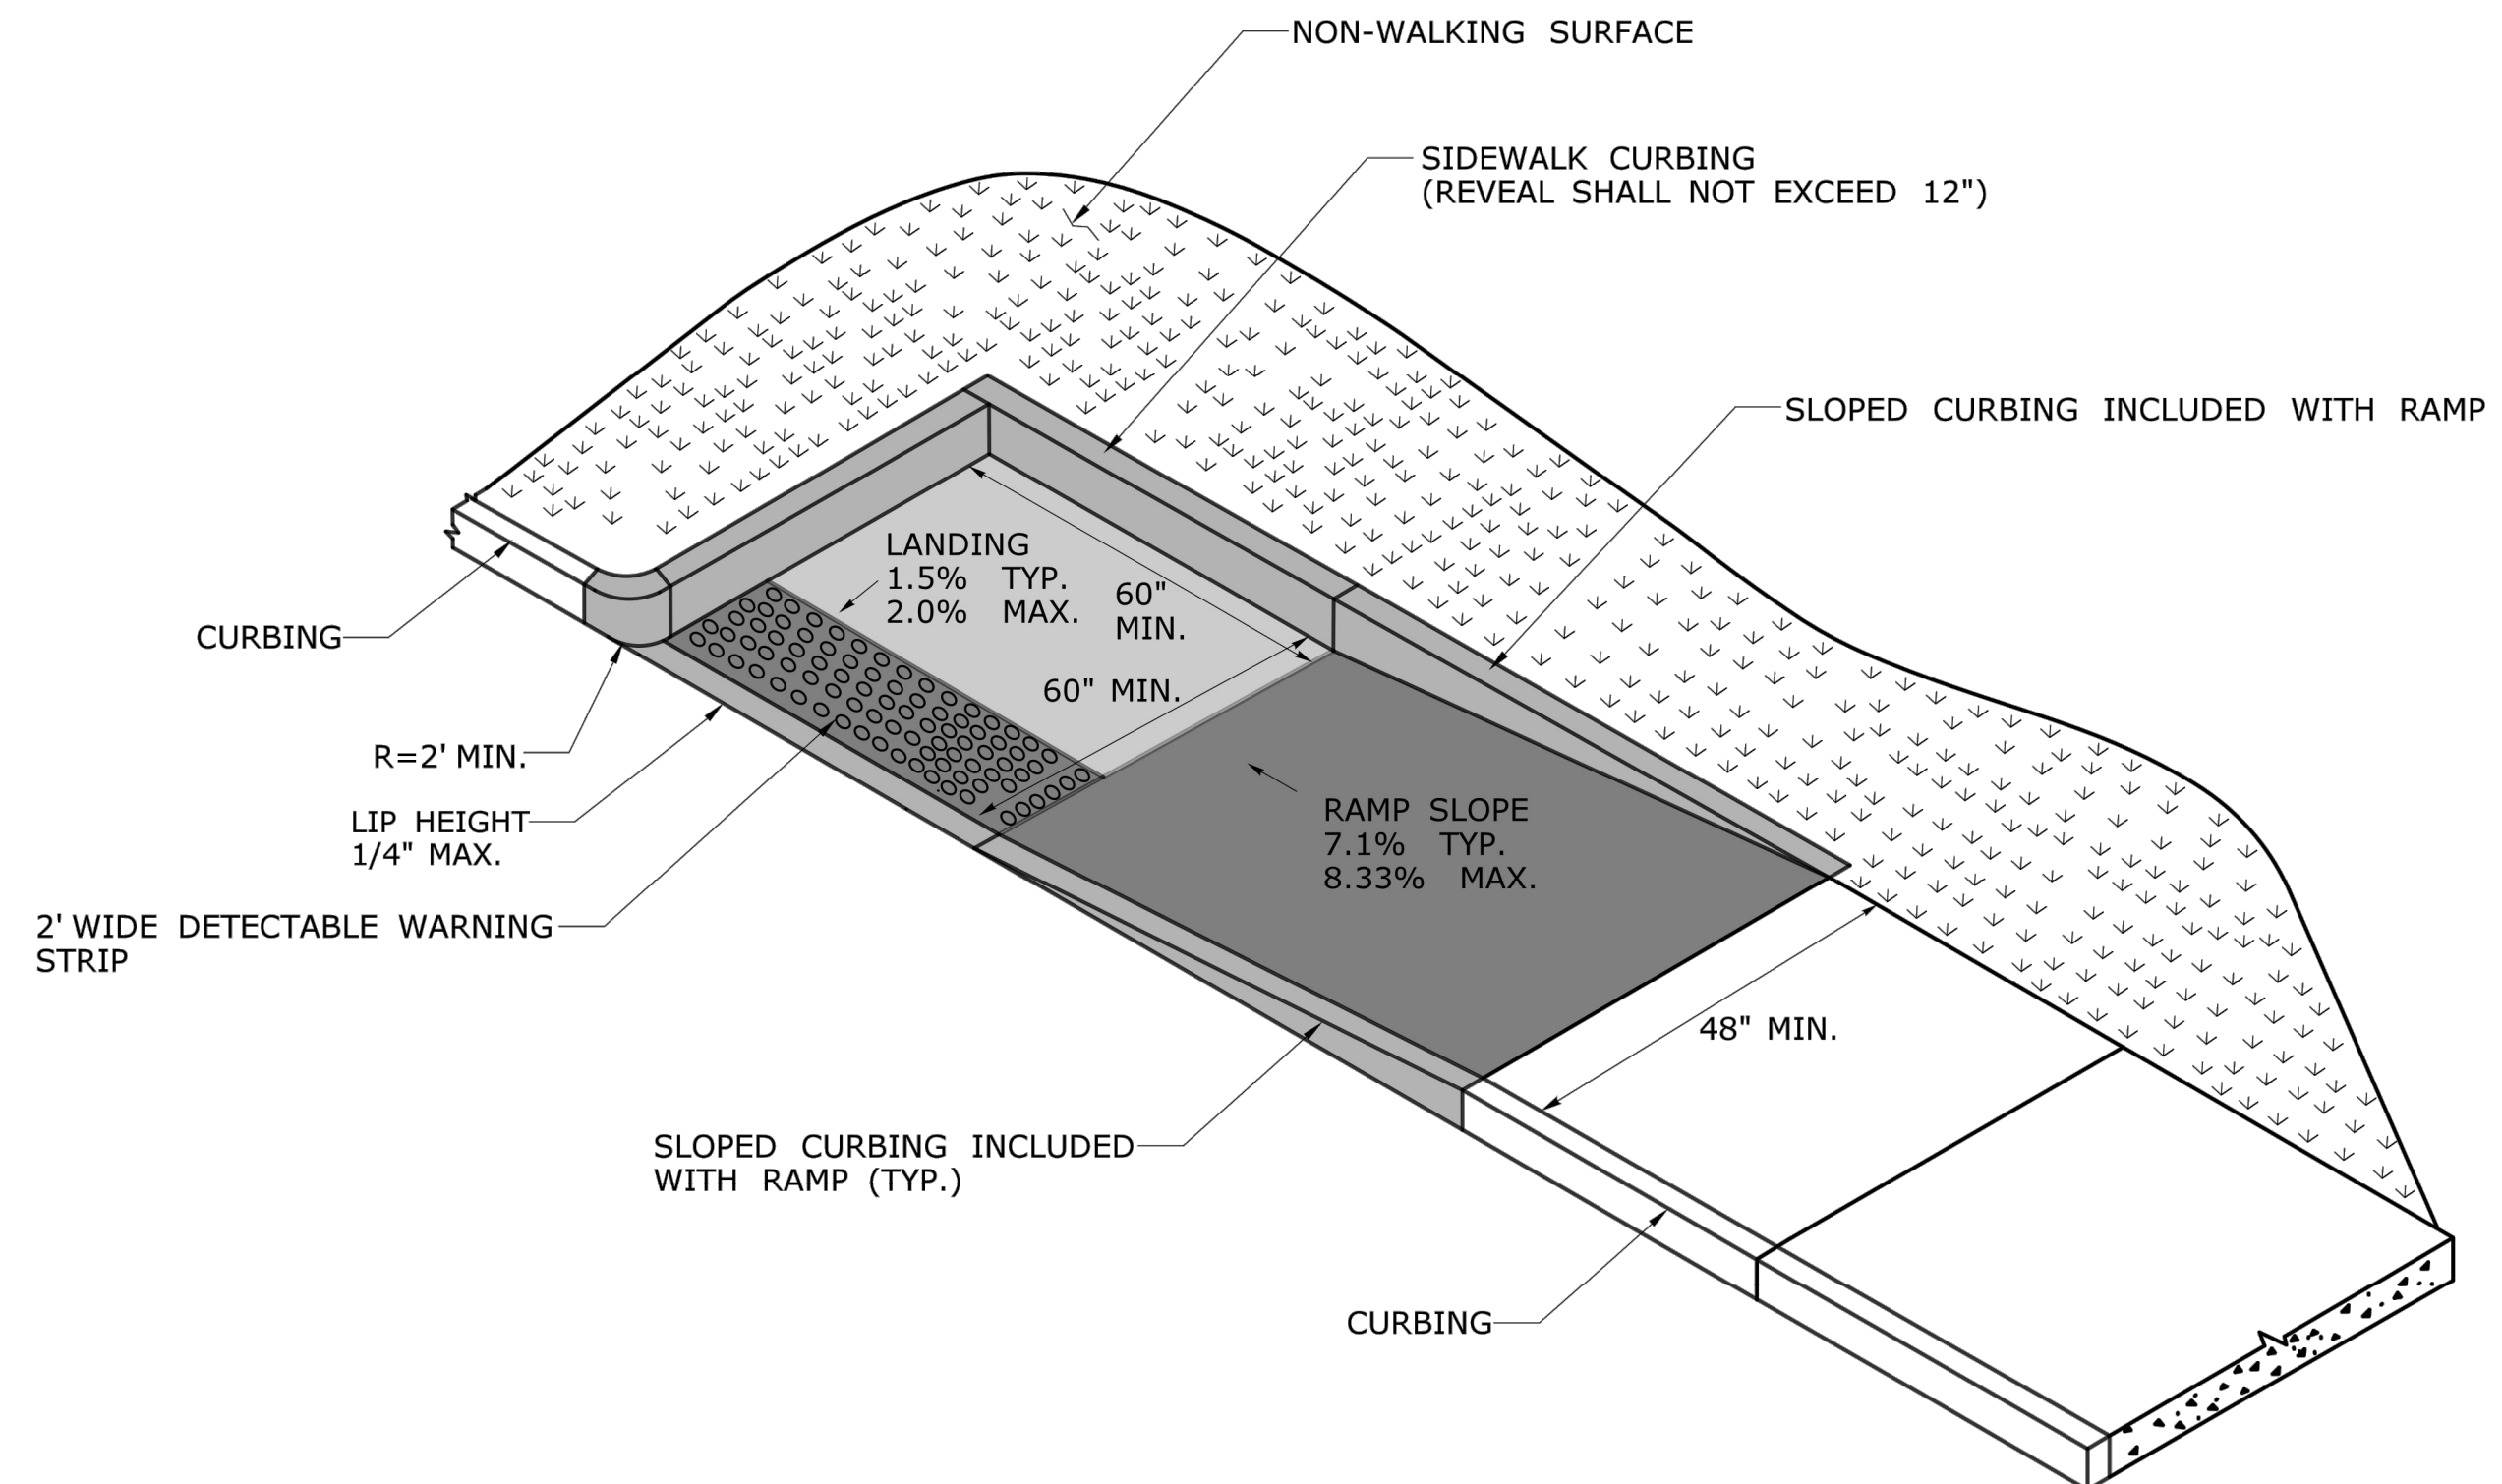 NON-WALKING SURFACE
SIDEWALK CURBING
(REVEAL SHALL NOT EXCEED 12")
SLOPED CURBING INCLUDED WITH RAMP
LANDING
1.5% TYP.
2.0% MAX.
60"
MIN.
60" MIN.
CURBING
R=2' MIN.
LIP HEIGHT
1/4" MAX.
2' WIDE DETECTABLE WARNING
STRIP
RAMP SLOPE
7.1% TYP.
8.33% MAX.
48" MIN.
SLOPED CURBING INCLUDED
WITH RAMP (TYP.)
CURBING